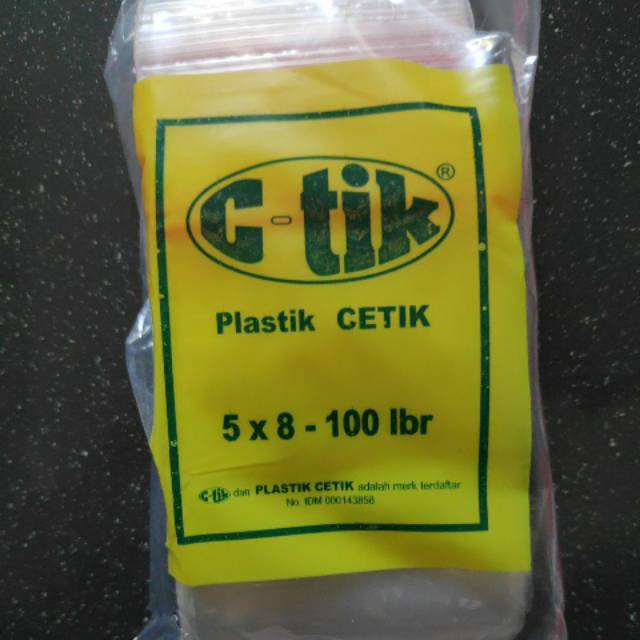 C-tik®
Plastik CETIK
5 x 8 - 100 lbr
C-tik dan PLASTIK CETIK adalah merk terdaftar
No. IDM 000143858